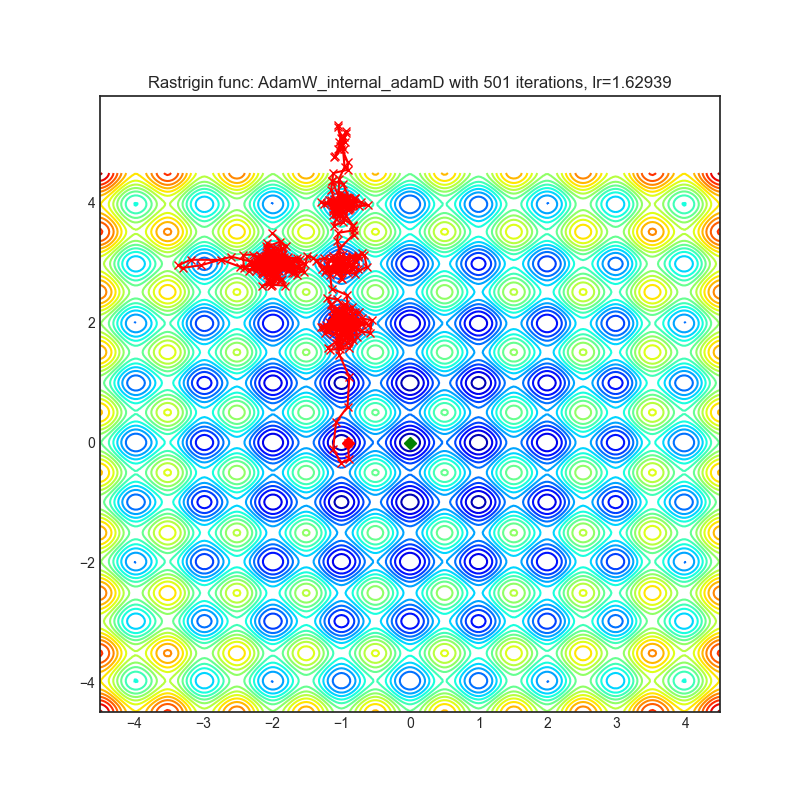 Rastrigin func: AdamW_internal_adamD with 501 iterations, lr=1.62939
4
2
0
−2
−4
−4 −3 −2 −1 0 1 2 3 4